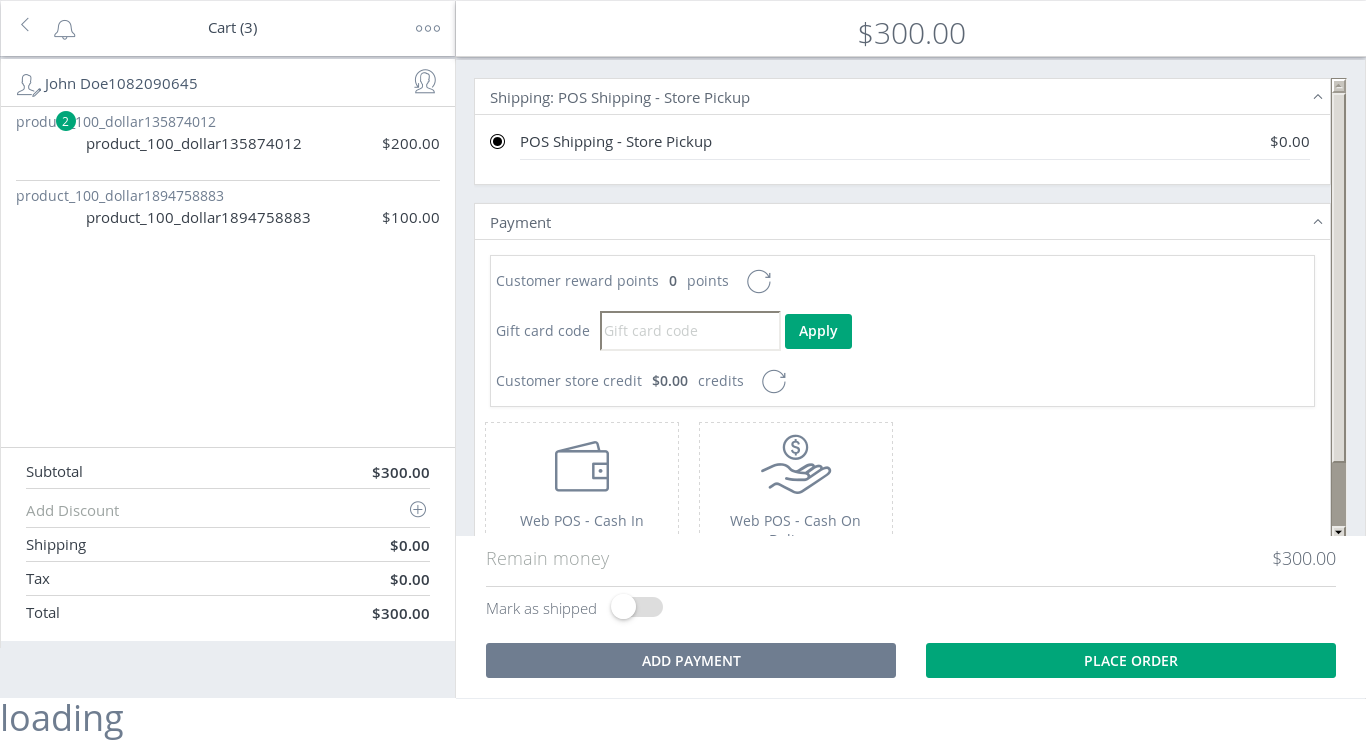 Cart (3)
$300.00
John Doe1082090645
2
product_100_dollar135874012
product_100_dollar135874012 $200.00
product_100_dollar1894758883
product_100_dollar1894758883 $100.00
Subtotal $300.00
Add Discount
Shipping $0.00
Tax $0.00
Total $300.00
Shipping: POS Shipping - Store Pickup
POS Shipping - Store Pickup $0.00
Payment
Customer reward points 0 points
Gift card code Gift card code Apply
Customer store credit $0.00 credits
Web POS - Cash In
Web POS - Cash On
Remain money $300.00
Mark as shipped
ADD PAYMENT PLACE ORDER
loading